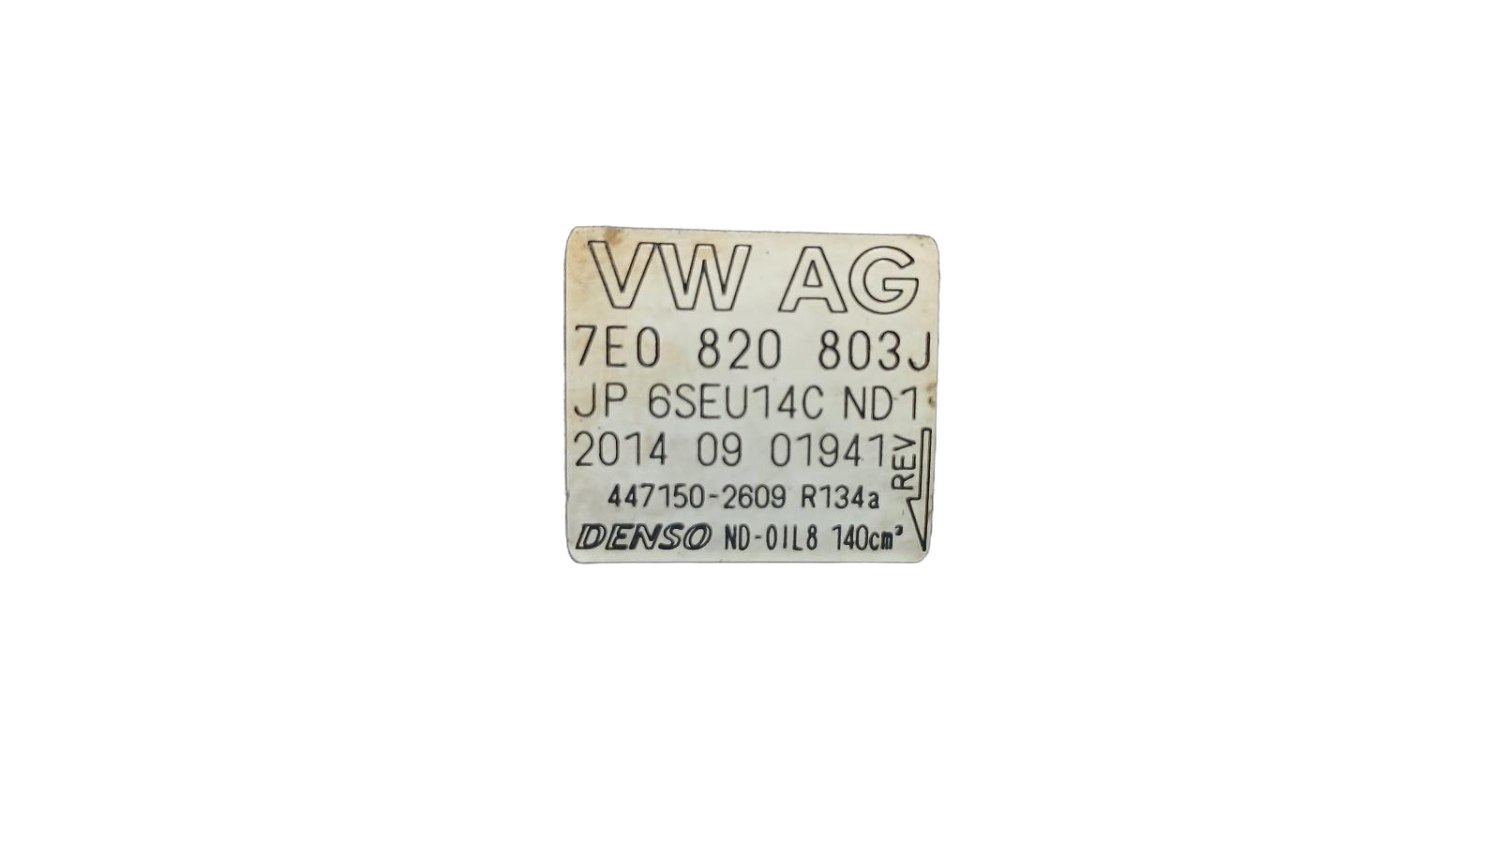 VW AG
7E0 820 803J
JP 6SEU14C ND1
2014 09 01941
REV
447150-2609 R134a
DENSO ND-OIL8 140cm³